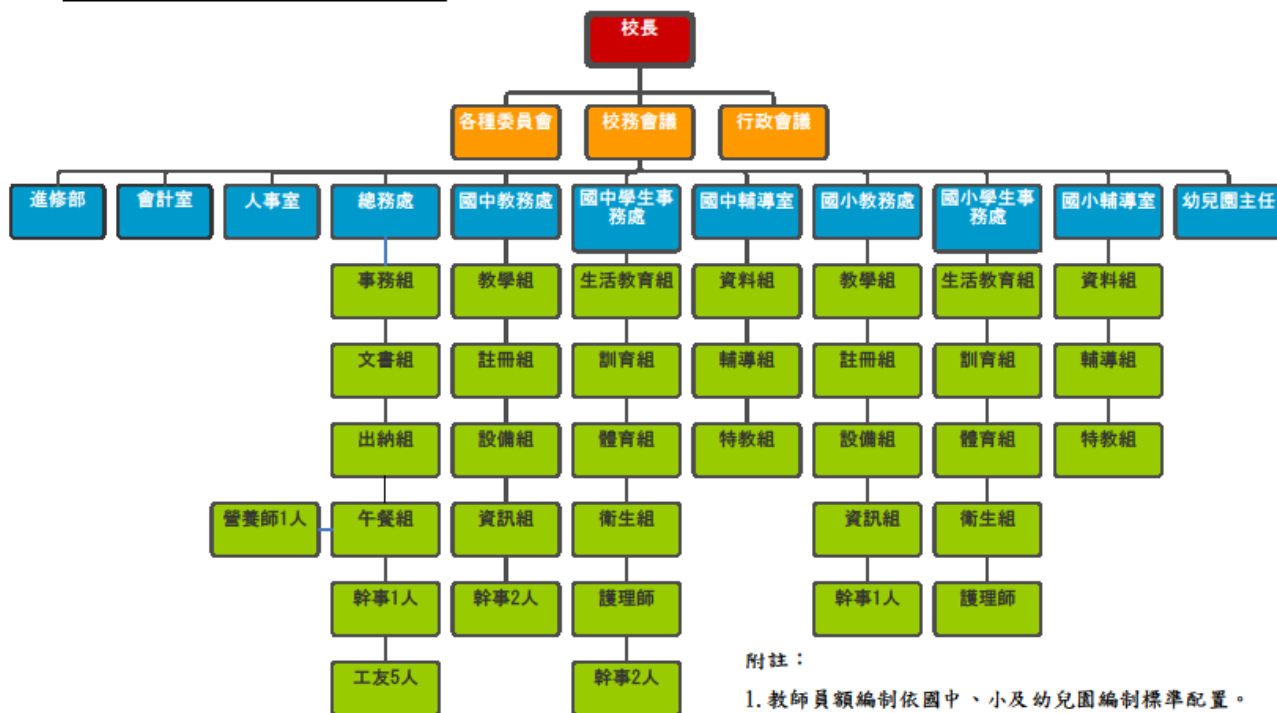 校長
各種委員會
校務會議
行政會議
進修部
會計室
人事室
總務處
國中教務處
國中學生事
務處
國中輔導室
國小教務處
國小學生事
務處
國小輔導室
幼兒園主任
事務組
教學組
生活教育組
資料組
教學組
生活教育組
資料組
文書組
註冊組
訓育組
輔導組
註冊組
訓育組
輔導組
出納組
設備組
體育組
特教組
設備組
體育組
特教組
營養師1人
午餐組
資訊組
衛生組
資訊組
衛生組
幹事1人
幹事2人
護理師
幹事1人
護理師
工友5人
幹事2人
附註：
1. 教師員額編制依國中、小及幼兒園編制標準配置。